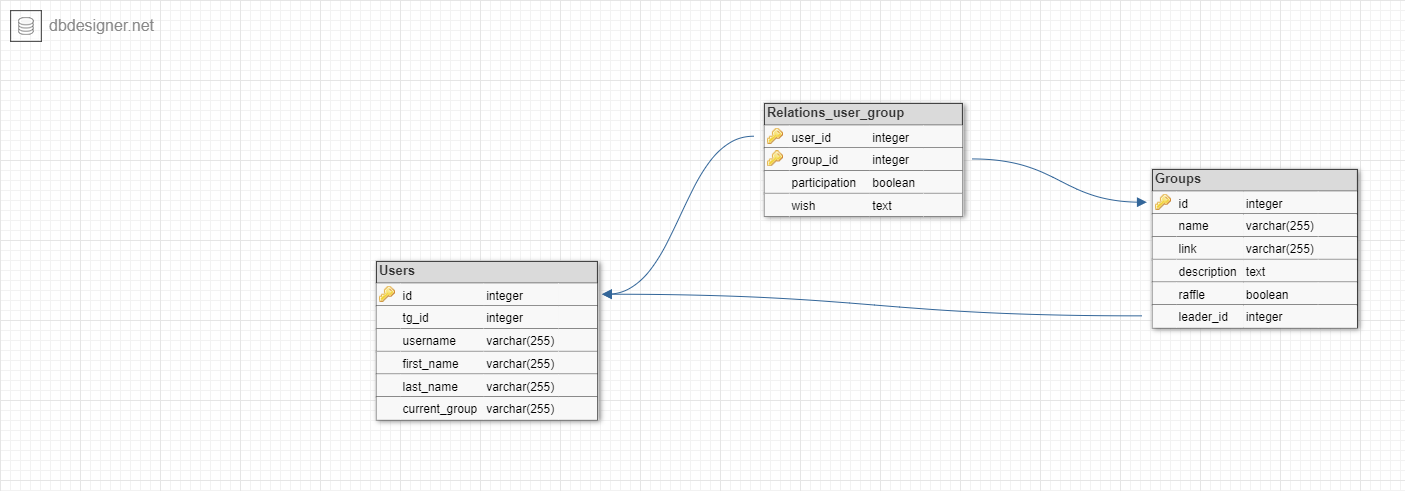 dbdesigner.net
Relations_user_group
user_id integer
group_id integer
participation boolean
wish text
Groups
id integer
name varchar(255)
link varchar(255)
description text
raffle boolean
leader_id integer
Users
id integer
tg_id integer
username varchar(255)
first_name varchar(255)
last_name varchar(255)
current_group varchar(255)